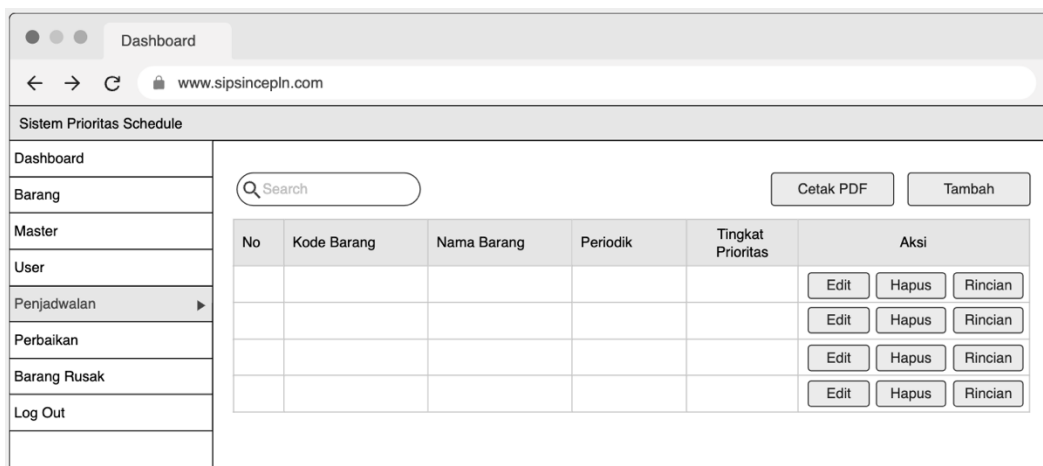 Dashboard
www.sipsincepln.com
Sistem Prioritas Schedule
Dashboard
Barang
Master
User
Penjadwalan
Perbaikan
Barang Rusak
Log Out
Search
Cetak PDF
Tambah
No Kode Barang Nama Barang Periodik Tingkat Prioritas Aksi
Edit Hapus Rincian
Edit Hapus Rincian
Edit Hapus Rincian
Edit Hapus Rincian